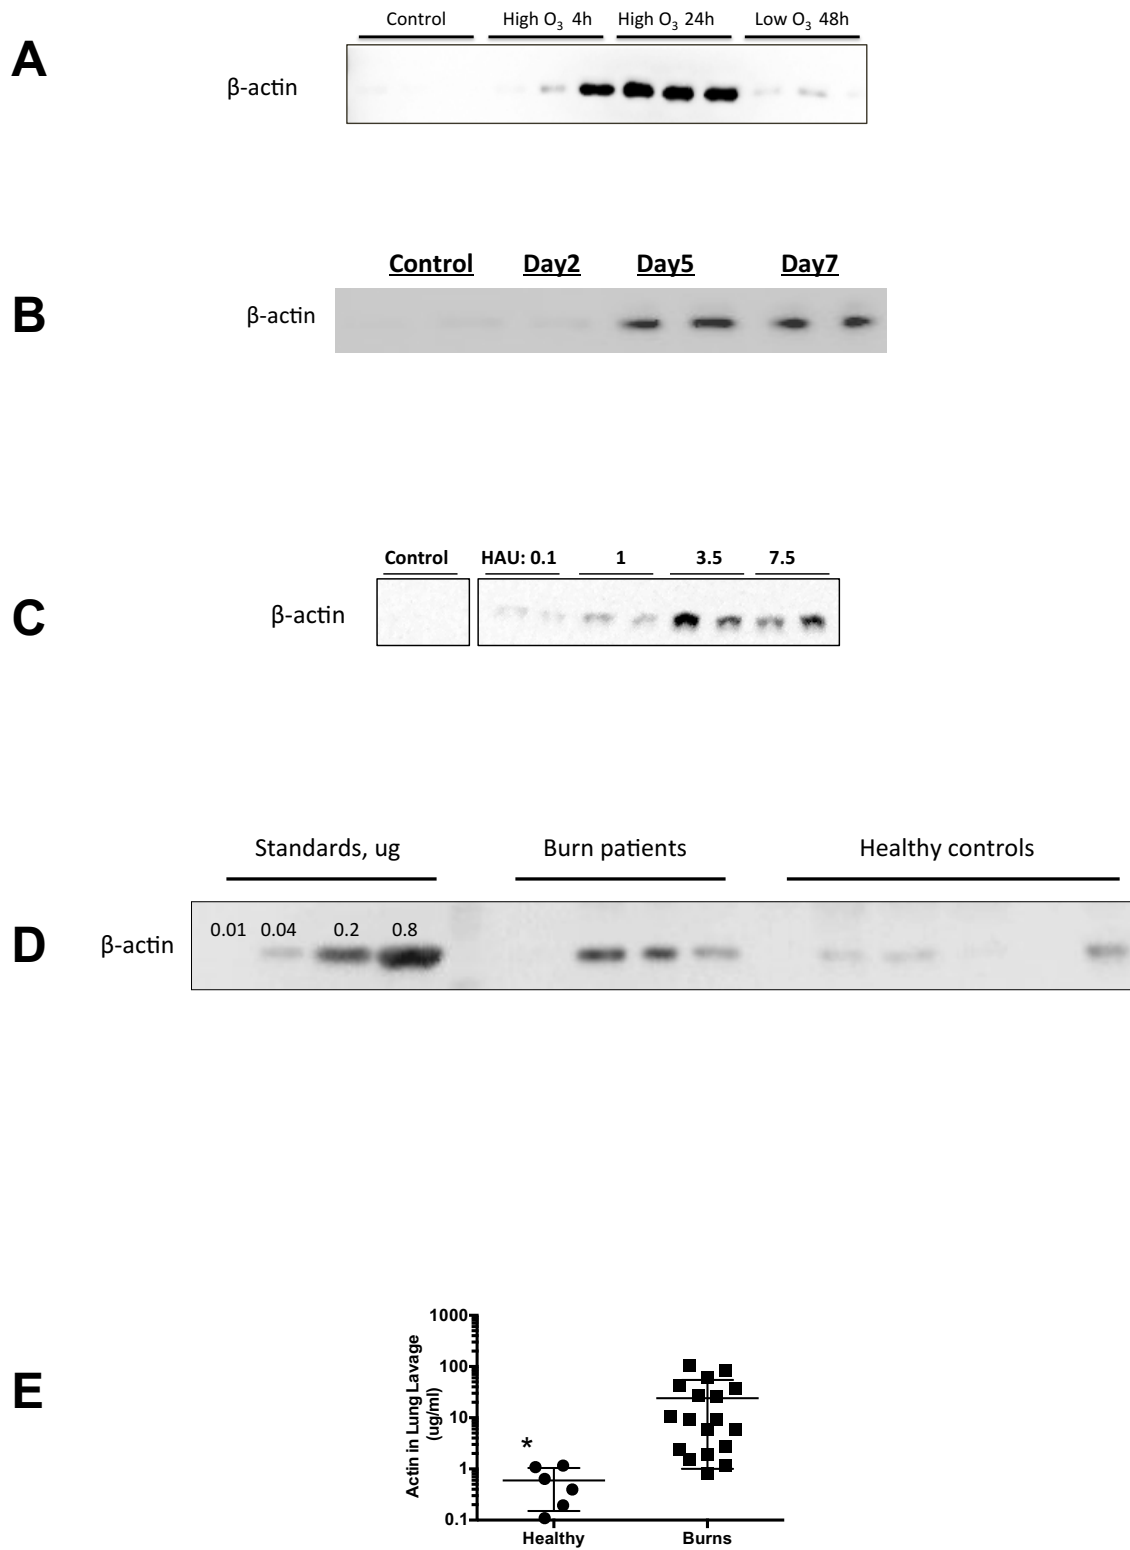 A
Control High O₃ 4h High O₃ 24h Low O₃ 48h
β-actin
B
Control Day2 Day5 Day7
β-actin
C
Control HAU: 0.1 1 3.5 7.5
β-actin
D
Standards, ug Burn patients Healthy controls
0.01 0.04 0.2 0.8
β-actin
E
Actin in Lung Lavage
(ug/ml)
1000
100
10
1
0.1
*
Healthy Burns